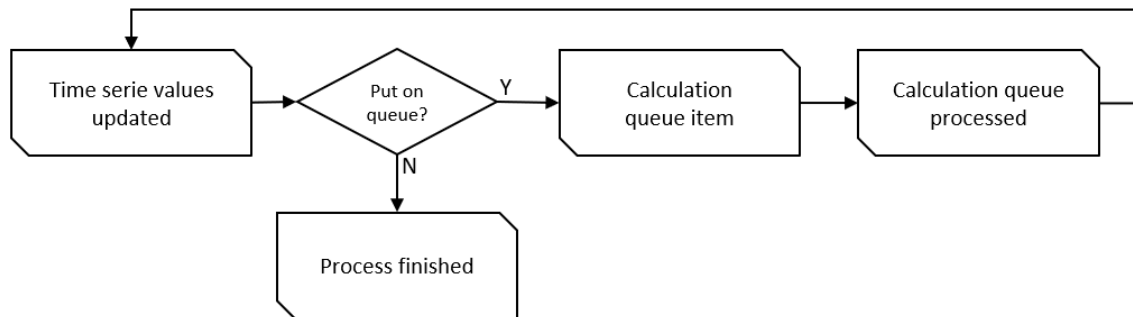 Time serie values
updated
Put on
queue?
Y
Calculation
queue item
Calculation queue
processed
N
Process finished